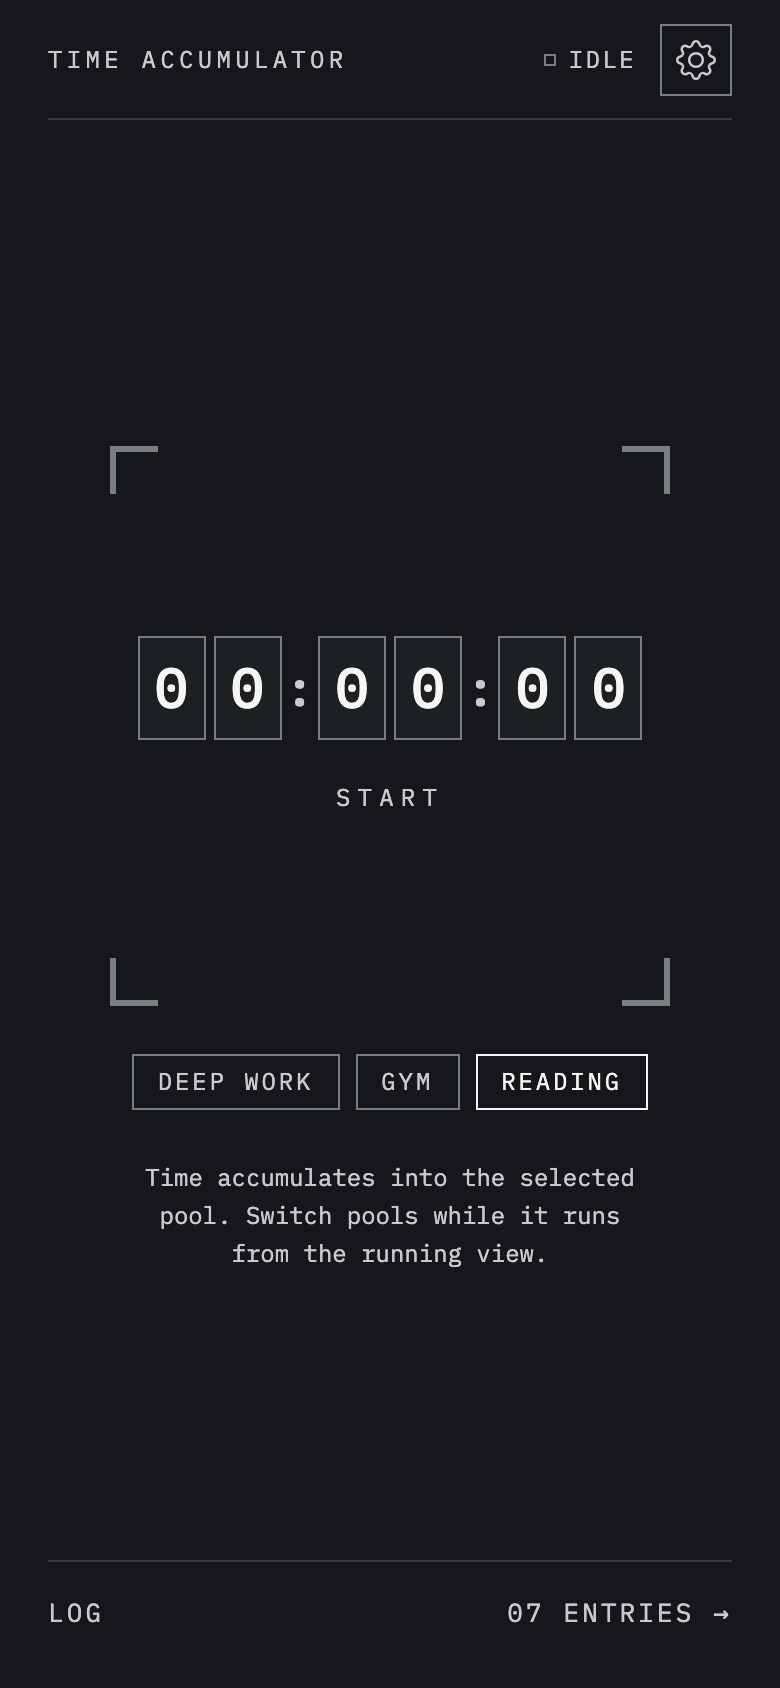 TIME ACCUMULATOR
IDLE
00:00:00
START
DEEP WORK
GYM
READING
Time accumulates into the selected
pool. Switch pools while it runs
from the running view.
LOG
07 ENTRIES →